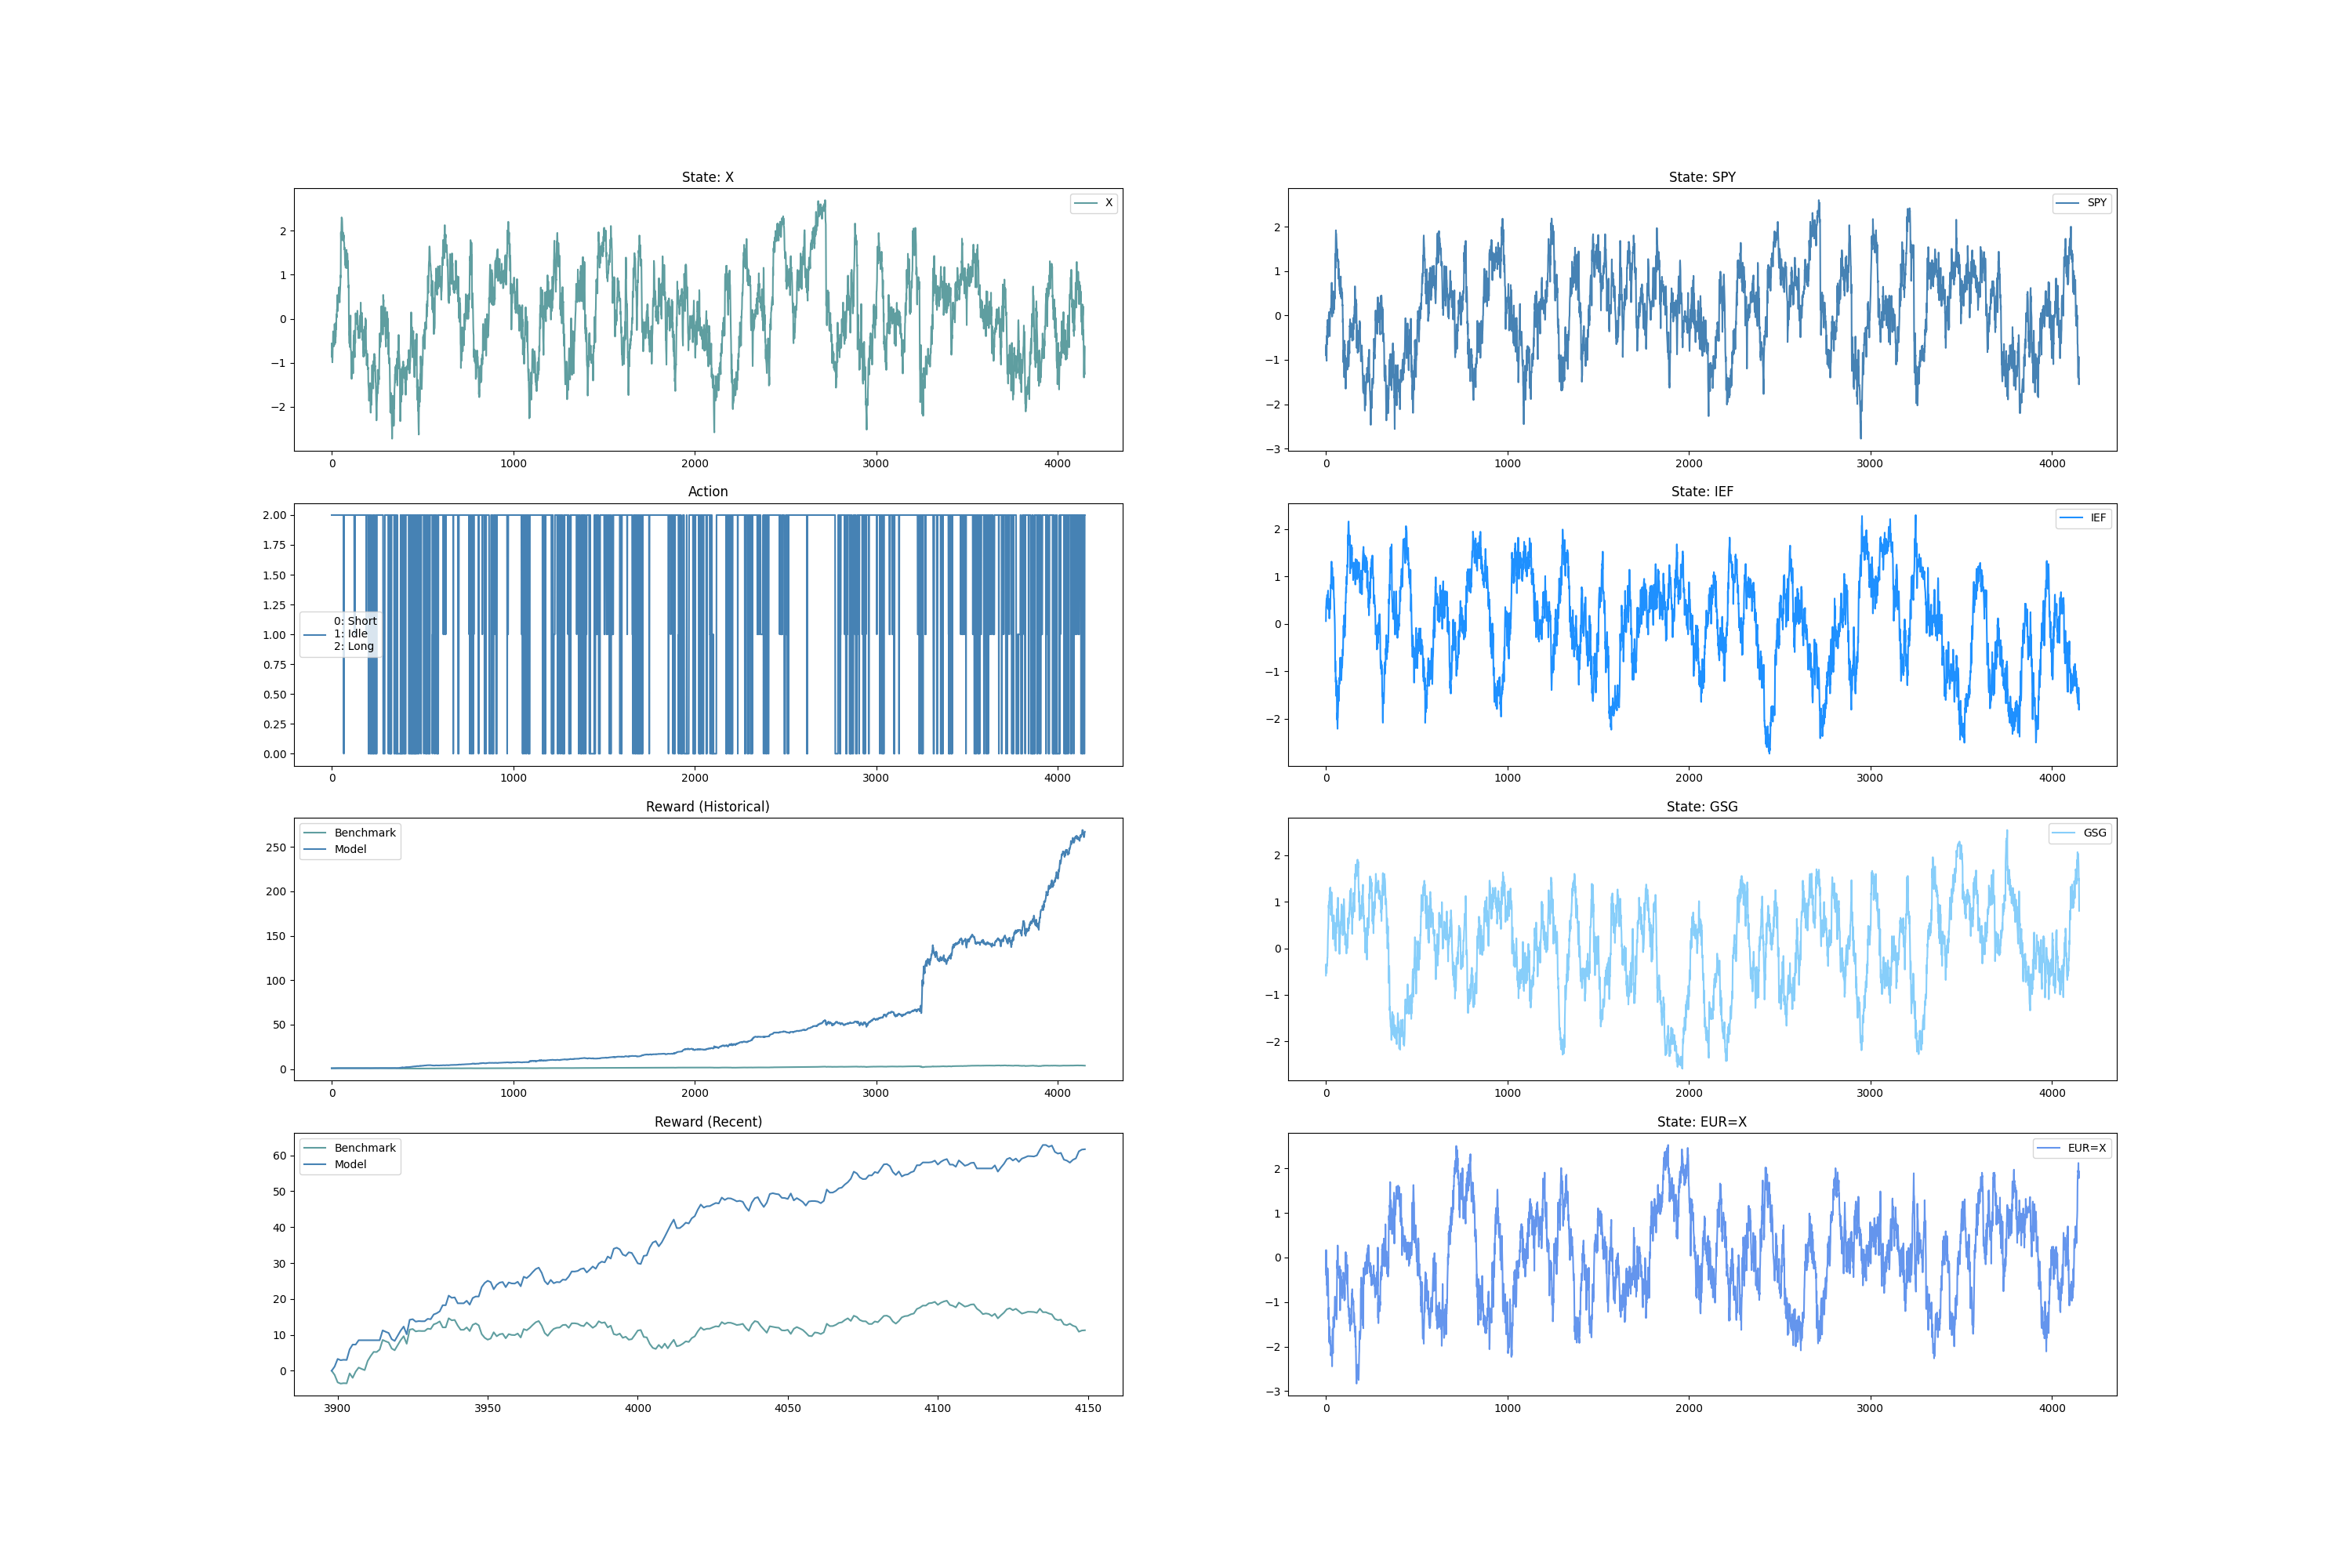 State: X
X
2
1
0
−1
−2
0 1000 2000 3000 4000
State: SPY
SPY
2
1
0
−1
−2
−3
0 1000 2000 3000 4000
Action
2.00
1.75
1.50
1.25
1.00
0.75
0.50
0.25
0.00
0: Short
1: Idle
2: Long
0 1000 2000 3000 4000
State: IEF
IEF
2
1
0
−1
−2
0 1000 2000 3000 4000
Reward (Historical)
Benchmark
Model
250
200
150
100
50
0
0 1000 2000 3000 4000
State: GSG
GSG
2
1
0
−1
−2
0 1000 2000 3000 4000
Reward (Recent)
Benchmark
Model
60
50
40
30
20
10
0
3900 3950 4000 4050 4100 4150
State: EUR=X
EUR=X
2
1
0
−1
−2
−3
0 1000 2000 3000 4000